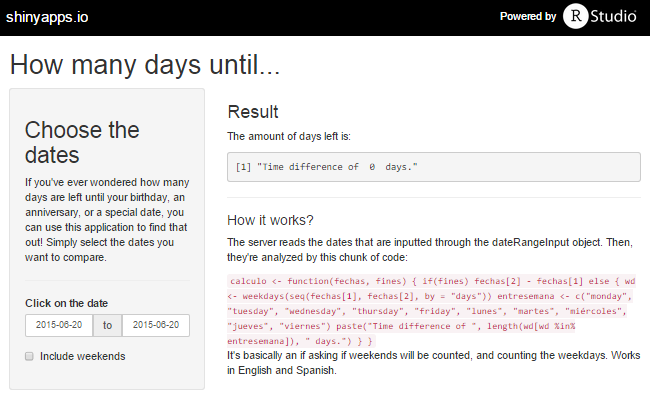 shinyapps.io
Powered by R Studio
How many days until...
Choose the
dates
If you've ever wondered how many
days are left until your birthday, an
anniversary, or a special date, you
can use this application to find that
out! Simply select the dates you
want to compare.
Click on the date
2015-06-20 to 2015-06-20
Include weekends
Result
The amount of days left is:
[1] "Time difference of  0  days."
How it works?
The server reads the dates that are inputted through the dateRangeInput object. Then,
they're analyzed by this chunk of code:
calculo <- function(fechas, fines) { if(fines) fechas[2] - fechas[1] else { wd
<- weekdays(seq(fechas[1], fechas[2], by = "days")) entresemana <- c("monday",
"tuesday", "wednesday", "thursday", "friday", "lunes", "martes", "miércoles",
"jueves", "viernes") paste("Time difference of ", length(wd[wd %in%
entresemana]), " days.") } }
It's basically an if asking if weekends will be counted, and counting the weekdays. Works
in English and Spanish.